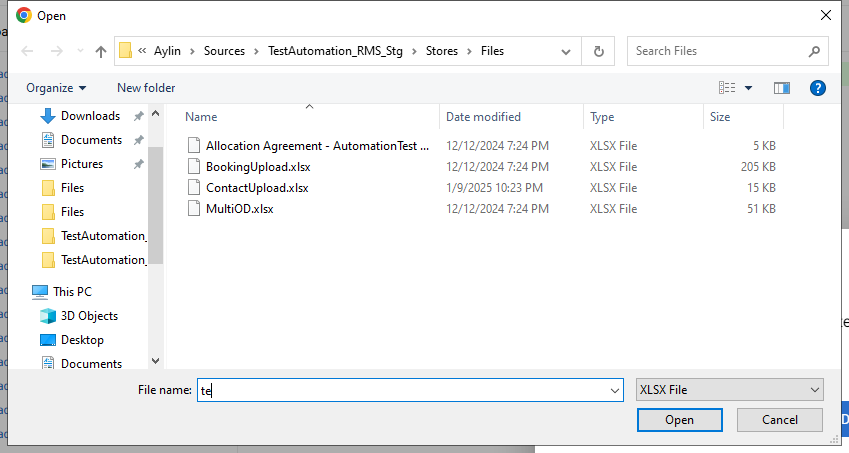 Open
« Aylin > Sources > TestAutomation_RMS_Stg > Stores > Files
Search Files
Organize
New folder
?
Name
Date modified
Type
Size
Downloads
Documents
Pictures
Files
Files
TestAutomation_
TestAutomation_
This PC
3D Objects
Desktop
Documents
Allocation Agreement - AutomationTest ... 12/12/2024 7:24 PM XLSX File 5 KB
BookingUpload.xlsx 12/12/2024 7:24 PM XLSX File 205 KB
ContactUpload.xlsx 1/9/2025 10:23 PM XLSX File 15 KB
MultiOD.xlsx 12/12/2024 7:24 PM XLSX File 51 KB
File name: te
XLSX File
Open
Cancel